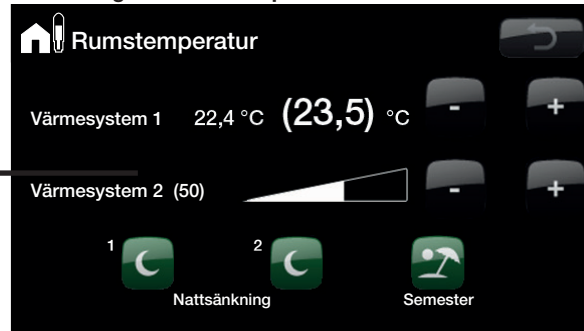 Rumstemperatur
Värmesystem 1 22,4 °C (23,5) °C - +
Värmesystem 2 (50) - +
1 2
Nattsänkning Semester